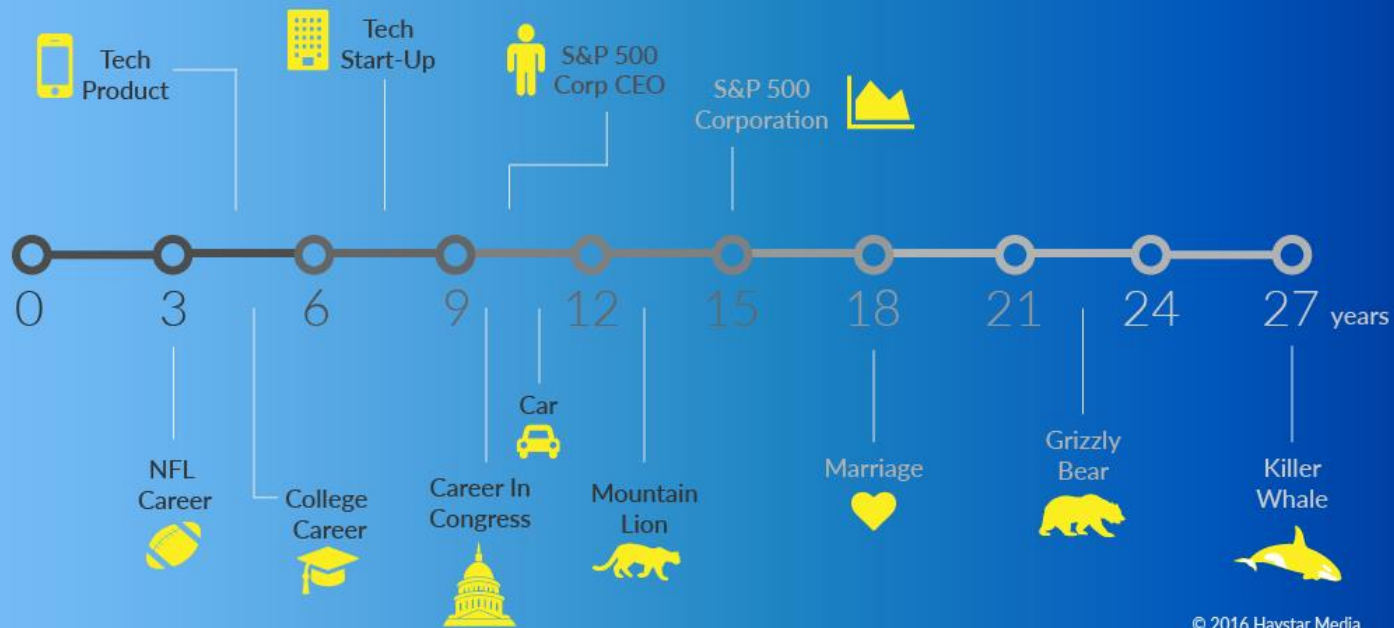 Tech
Product
Tech
Start-Up
S&P 500
Corp CEO
S&P 500
Corporation
0 3 6 9 12 15 18 21 24 27 years
NFL
Career
College
Career
Career In
Congress
Car
Mountain
Lion
Marriage
Grizzly
Bear
Killer
Whale
© 2016 Haystar Media